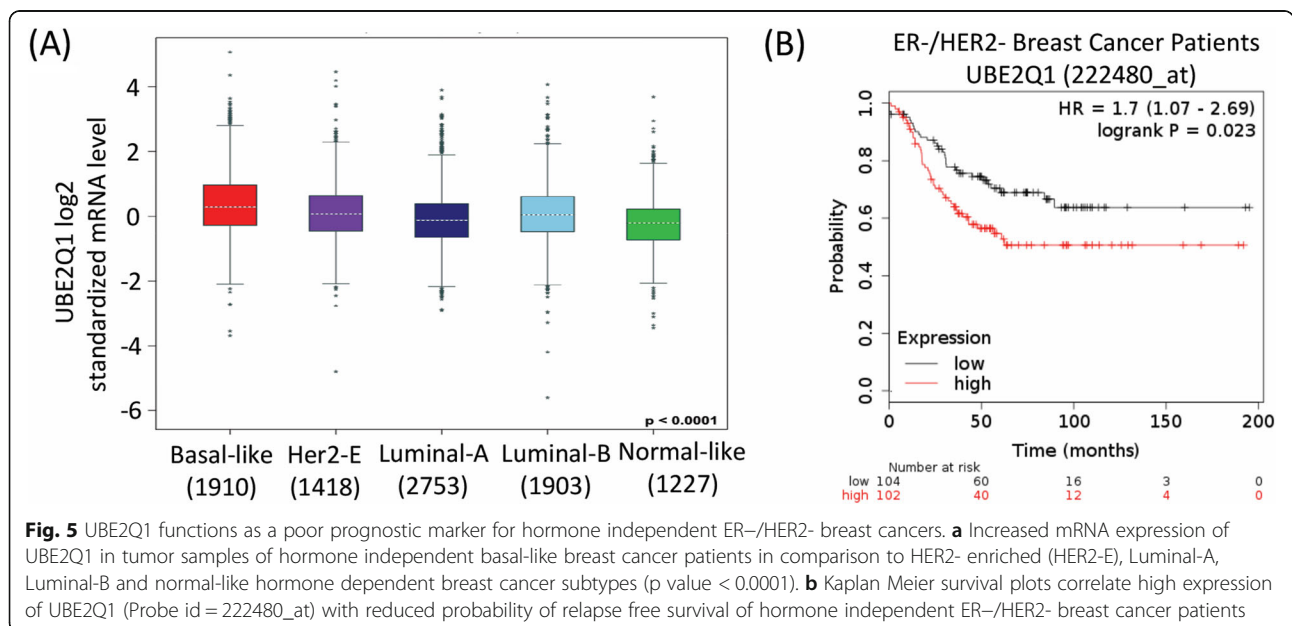 (A)
UBE2Q1 log2
standardized mRNA level
4
2
0
-2
-4
-6
p < 0.0001
Basal-like Her2-E Luminal-A Luminal-B Normal-like
(1910) (1418) (2753) (1903) (1227)
(B)
ER-/HER2- Breast Cancer Patients
UBE2Q1 (222480_at)
HR = 1.7 (1.07 - 2.69)
logrank P = 0.023
Probability
1.0
0.8
0.6
0.4
0.2
0.0
Expression
low
high
0 50 100 150 200
Time (months)
Number at risk
low 104 60 16 3 0
high 102 40 12 4 0
Fig. 5 UBE2Q1 functions as a poor prognostic marker for hormone independent ER−/HER2- breast cancers. a Increased mRNA expression of
UBE2Q1 in tumor samples of hormone independent basal-like breast cancer patients in comparison to HER2- enriched (HER2-E), Luminal-A,
Luminal-B and normal-like hormone dependent breast cancer subtypes (p value < 0.0001). b Kaplan Meier survival plots correlate high expression
of UBE2Q1 (Probe id = 222480_at) with reduced probability of relapse free survival of hormone independent ER−/HER2- breast cancer patients